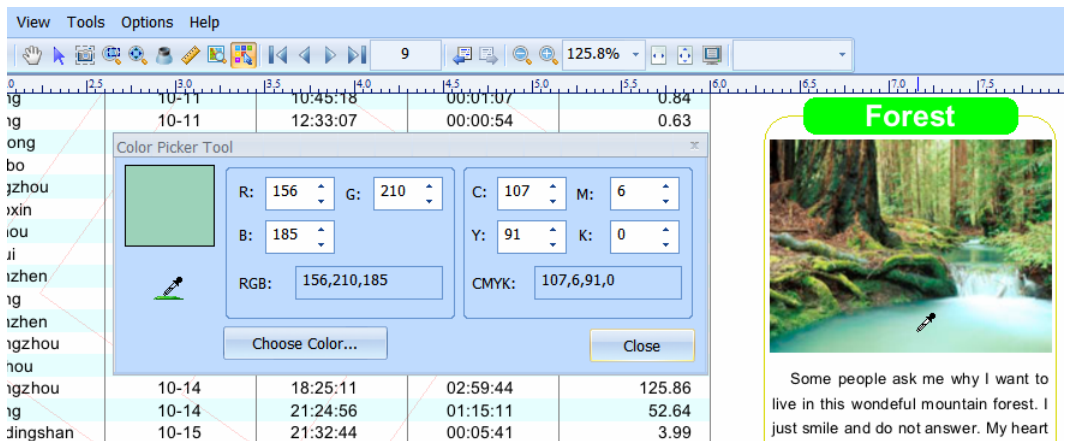 View Tools Options Help
9 125.8%
2.5 3.0 3.5 4.0 4.5 5.0 5.5 6.0 6.5 7.0 7.5
ng 10-11 10:45:18 00:01:07 0.84
ng 10-11 12:33:07 00:00:54 0.63
ong
bo
gzhou
oxin
ou
ui
nzhen
ng
nzhen
ngzhou
hou
ngzhou 10-14 18:25:11 02:59:44 125.86
ng 10-14 21:24:56 01:15:11 52.64
dingshan 10-15 21:32:44 00:05:41 3.99
Color Picker Tool
R: 156 G: 210
B: 185
RGB: 156,210,185
C: 107 M: 6
Y: 91 K: 0
CMYK: 107,6,91,0
Choose Color... Close
Forest
Some people ask me why I want to
live in this wondeful mountain forest. I
just smile and do not answer. My heart